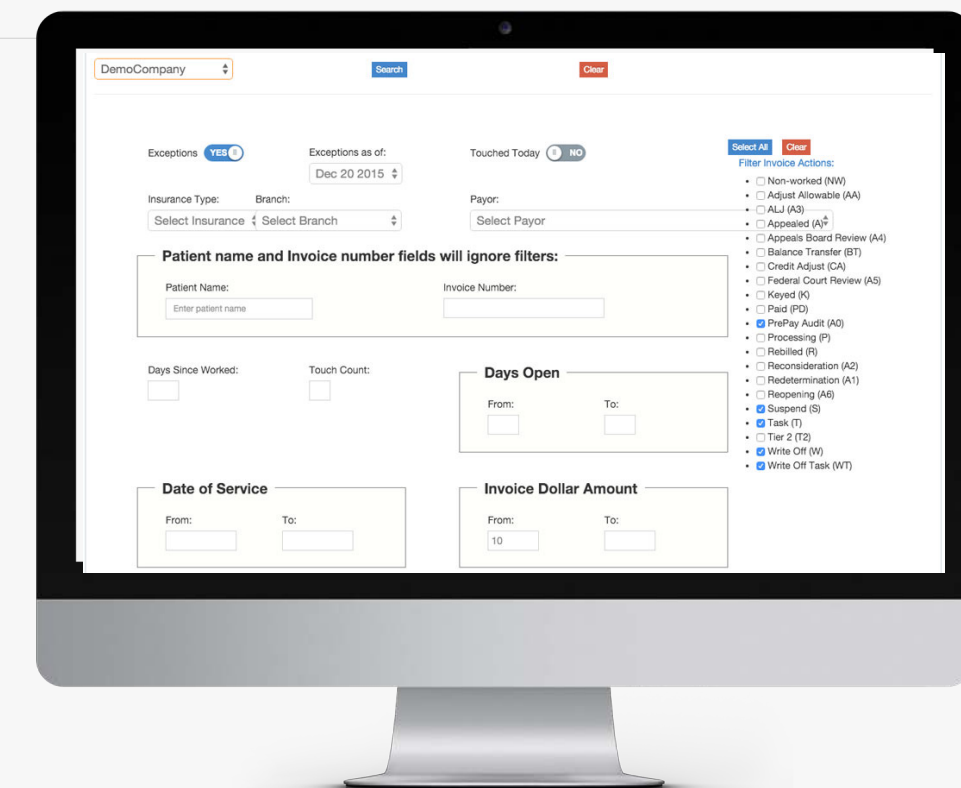 DemoCompany Search Clear
Exceptions YES Exceptions as of: Touched Today NO
Dec 20 2015
Insurance Type: Branch: Payor:
Select Insurance Select Branch Select Payor
Patient name and Invoice number fields will ignore filters:
Patient Name: Invoice Number:
Enter patient name
Days Since Worked: Touch Count:
Days Open
From: To:
Date of Service
From: To:
Invoice Dollar Amount
From: To:
10
Select All Clear
Filter Invoice Actions:
Non-worked (NW)
Adjust Allowable (AA)
ALJ (A3)
Appealed (A)
Appeals Board Review (A4)
Balance Transfer (BT)
Credit Adjust (CA)
Federal Court Review (A5)
Keyed (K)
Paid (PD)
PrePay Audit (A0)
Processing (P)
Rebilled (R)
Reconsideration (A2)
Redetermination (A1)
Reopening (A6)
Suspend (S)
Task (T)
Tier 2 (T2)
Write Off (W)
Write Off Task (WT)